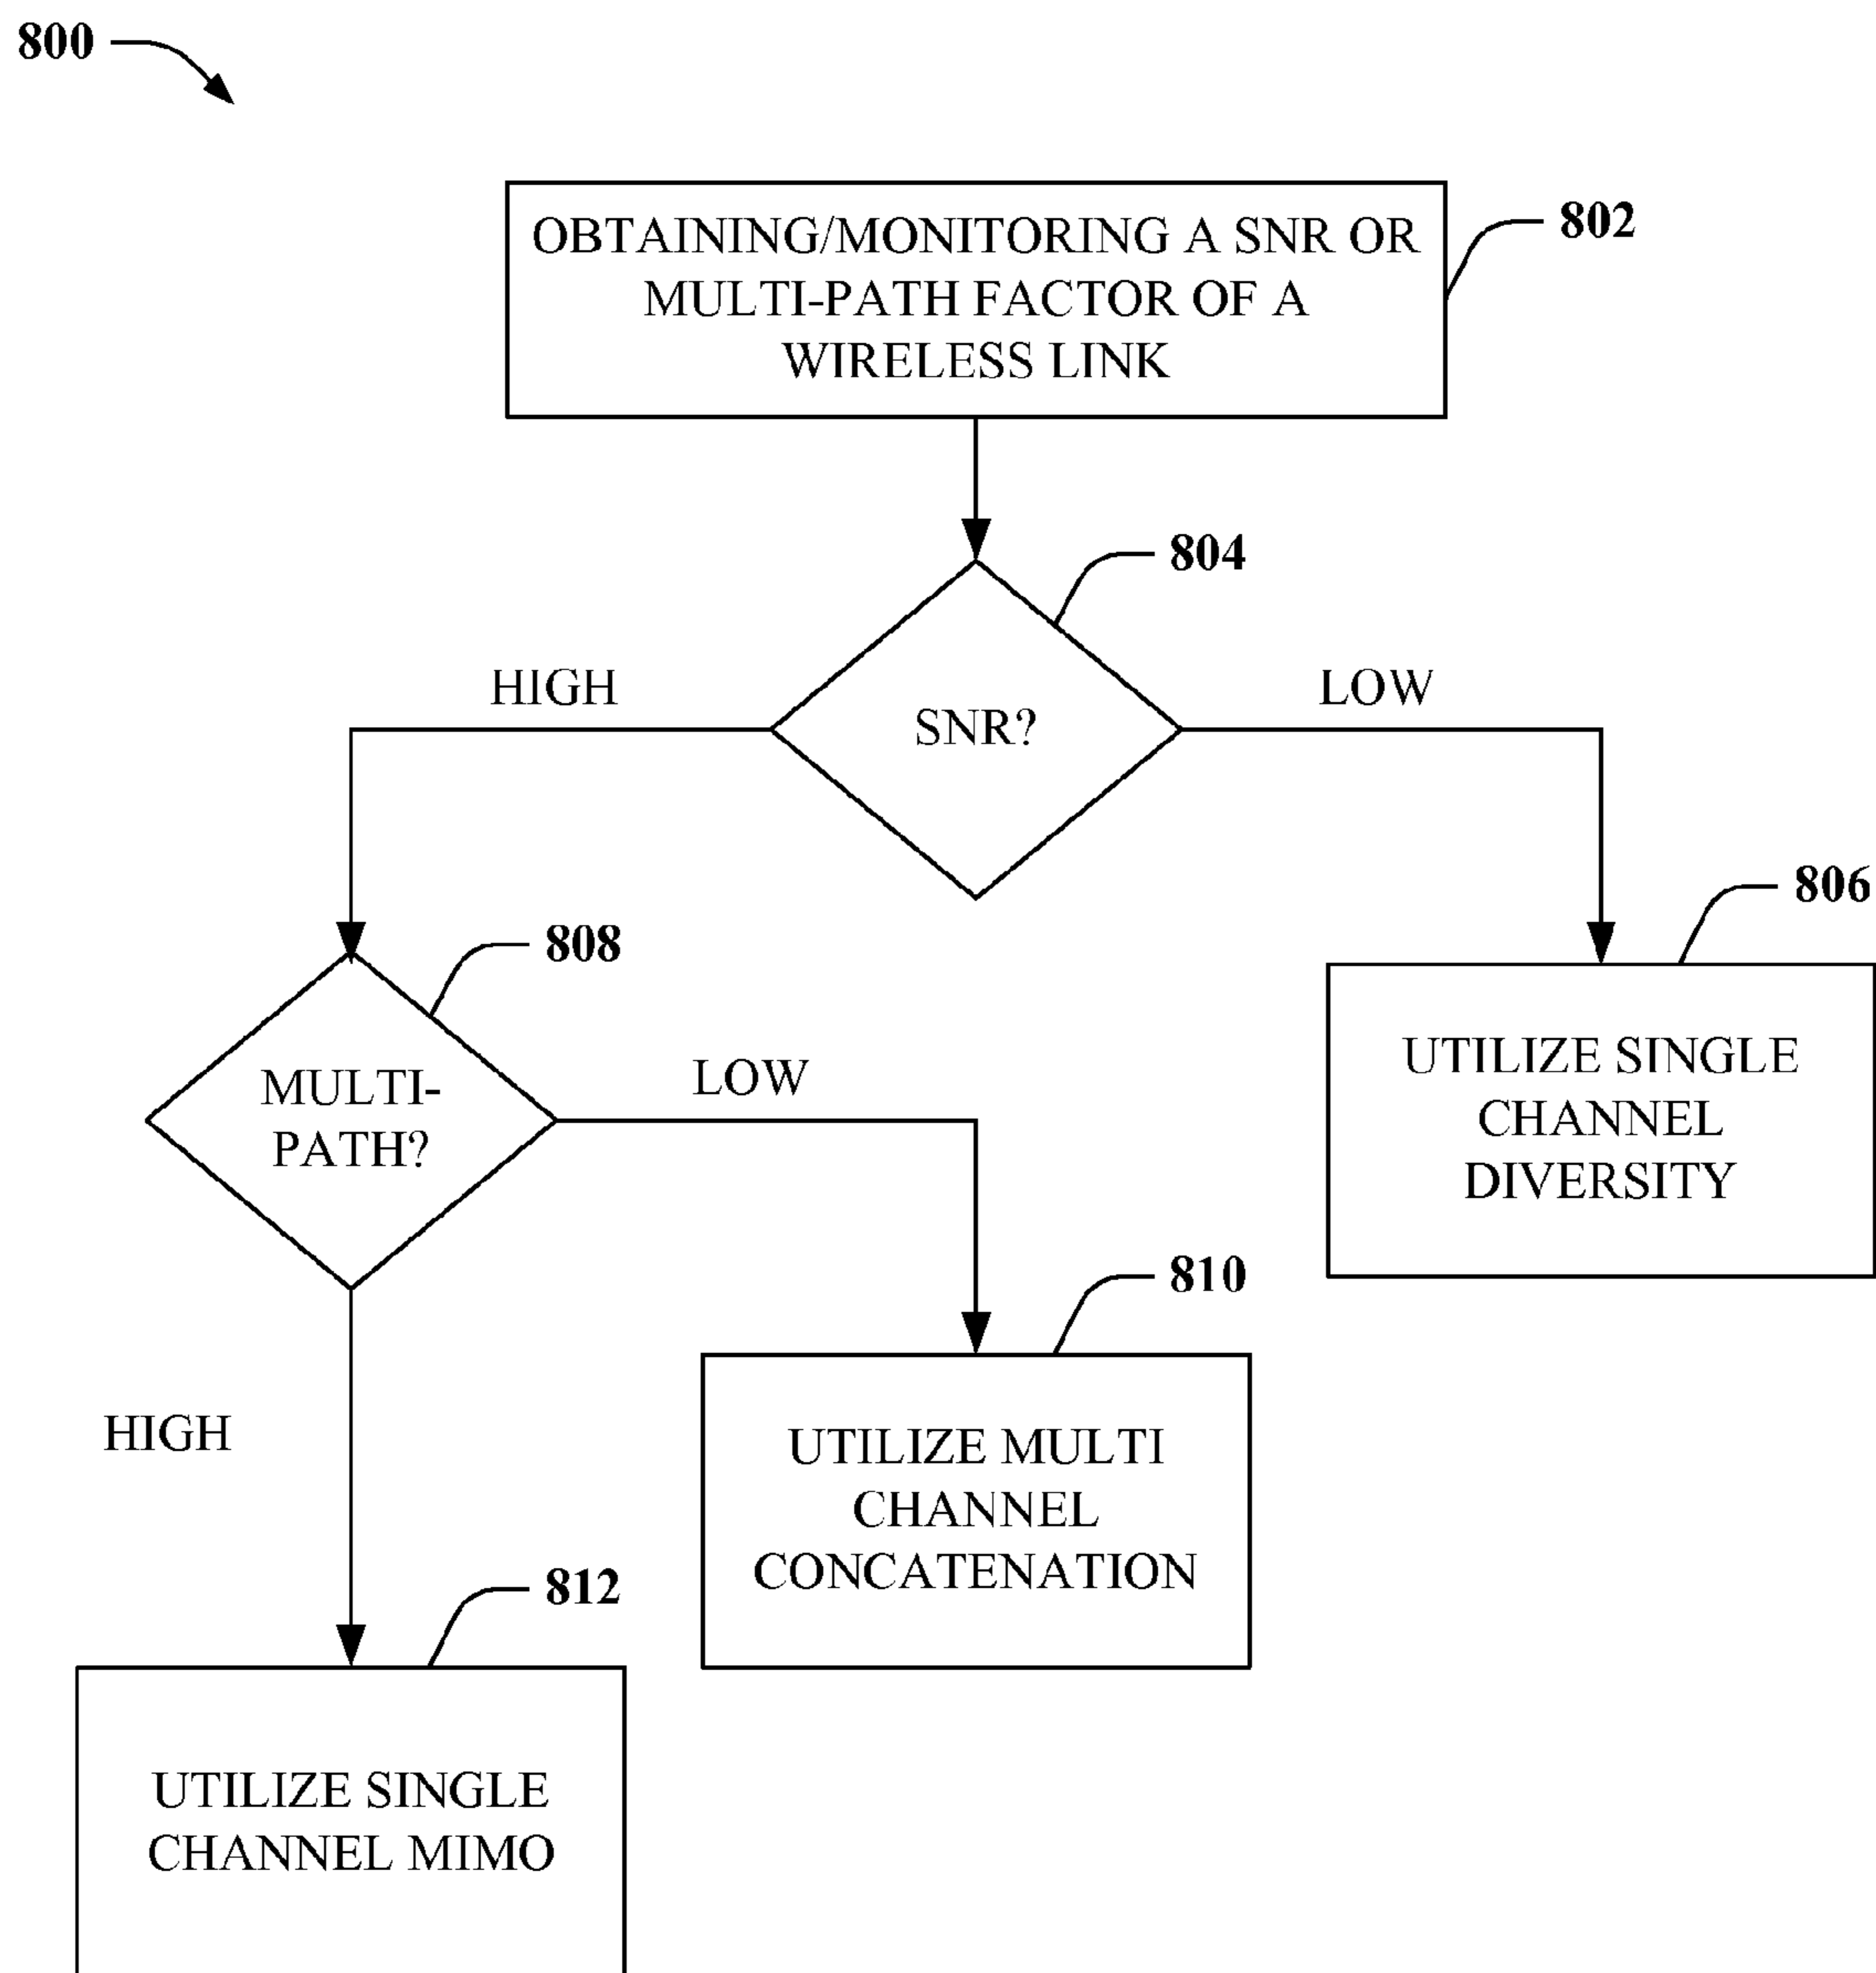 800
OBTAINING/MONITORING A SNR OR
MULTI-PATH FACTOR OF A
WIRELESS LINK
802
804
SNR?
HIGH
LOW
806
UTILIZE SINGLE
CHANNEL
DIVERSITY
808
MULTI-
PATH?
LOW
HIGH
810
UTILIZE MULTI
CHANNEL
CONCATENATION
812
UTILIZE SINGLE
CHANNEL MIMO